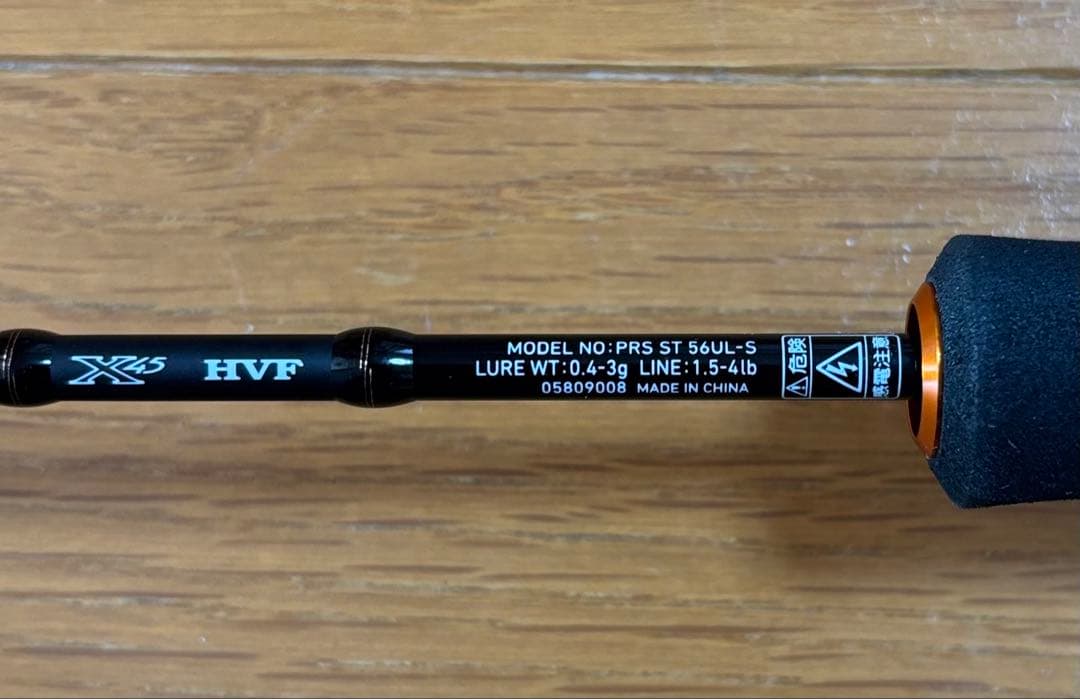 X45 HVF
MODEL NO:PRS ST 56UL-S
LURE WT:0.4-3g LINE:1.5-4lb
05809008 MADE IN CHINA
危険
感電注意